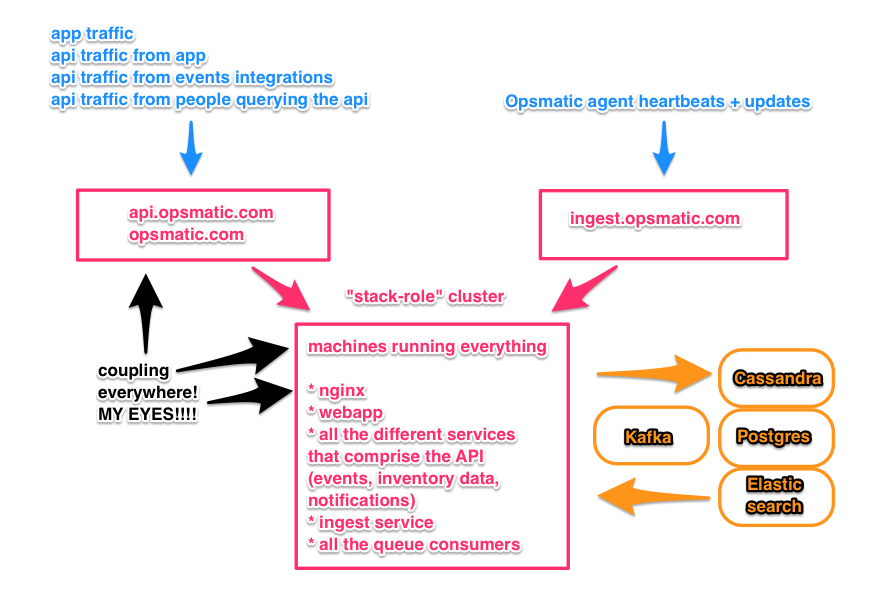 app traffic
api traffic from app
api traffic from events integrations
api traffic from people querying the api
Opsmatic agent heartbeats + updates
api.opsmatic.com
opsmatic.com
ingest.opsmatic.com
"stack-role" cluster
machines running everything
* nginx
* webapp
* all the different services
that comprise the API
(events, inventory data,
notifications)
* ingest service
* all the queue consumers
coupling
everywhere!
MY EYES!!!!
Cassandra
Kafka
Postgres
Elastic
search